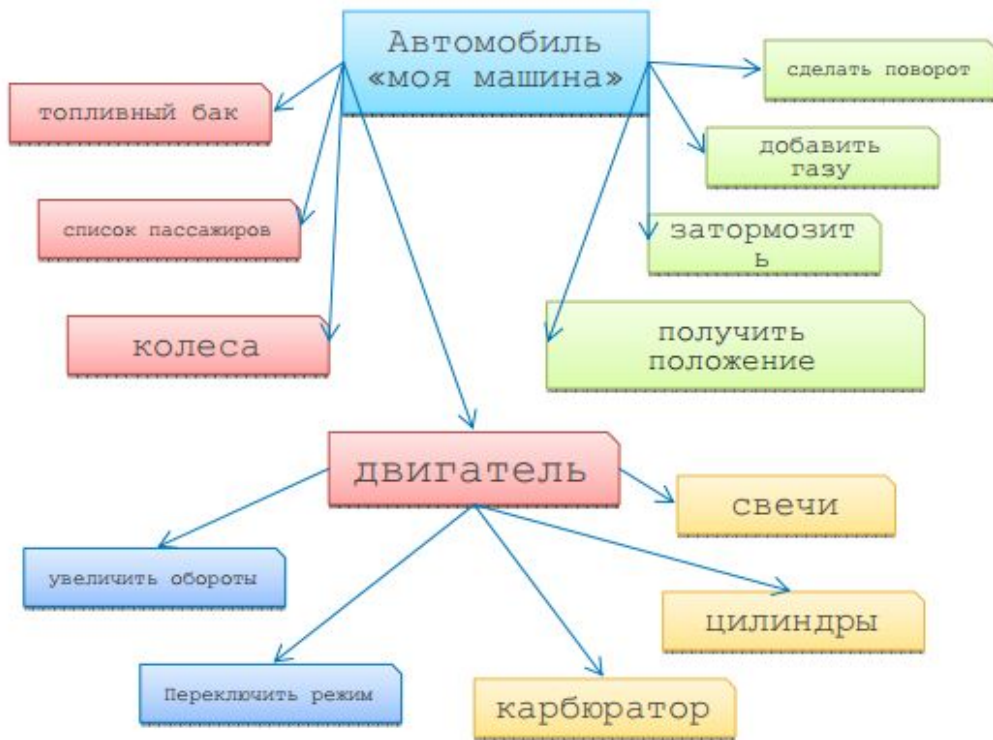 Автомобиль
«моя машина»
сделать поворот
топливный бак
добавить
газу
список пассажиров
затормозит
ь
колеса
получить
положение
двигатель
свечи
увеличить обороты
цилиндры
Переключить режим
карбюратор